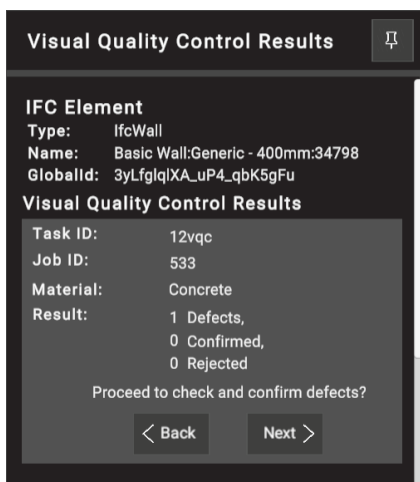 Visual Quality Control Results
IFC Element
Type: IfcWall
Name: Basic Wall:Generic - 400mm:34798
GlobalId: 3yLfglqlXA_uP4_qbK5gFu
Visual Quality Control Results
Task ID: 12vqc
Job ID: 533
Material: Concrete
Result: 1 Defects,
0 Confirmed,
0 Rejected
Proceed to check and confirm defects?
Back Next